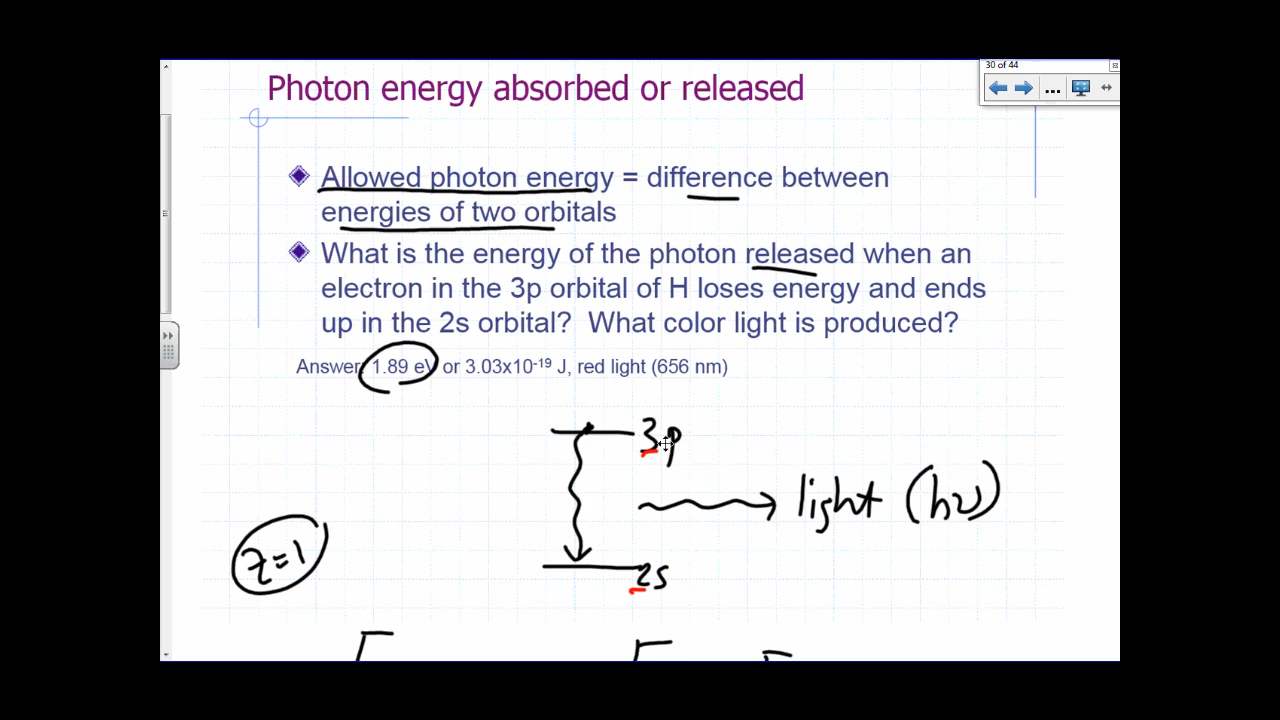 30 of 44
Photon energy absorbed or released
Allowed photon energy = difference between
energies of two orbitals
What is the energy of the photon released when an
electron in the 3p orbital of H loses energy and ends
up in the 2s orbital?  What color light is produced?
Answer: 1.89 eV or 3.03x10⁻¹⁹ J, red light (656 nm)
3p
light (hν)
z=1
2s